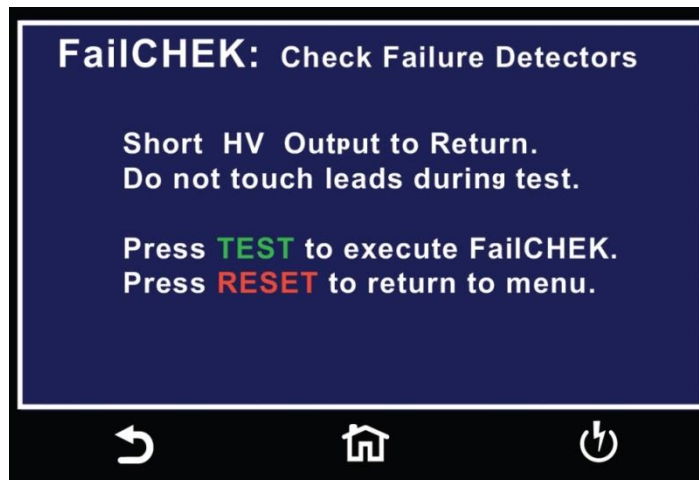 FailCHEK: Check Failure Detectors
Short HV Output to Return.
Do not touch leads during test.
Press TEST to execute FailCHEK.
Press RESET to return to menu.